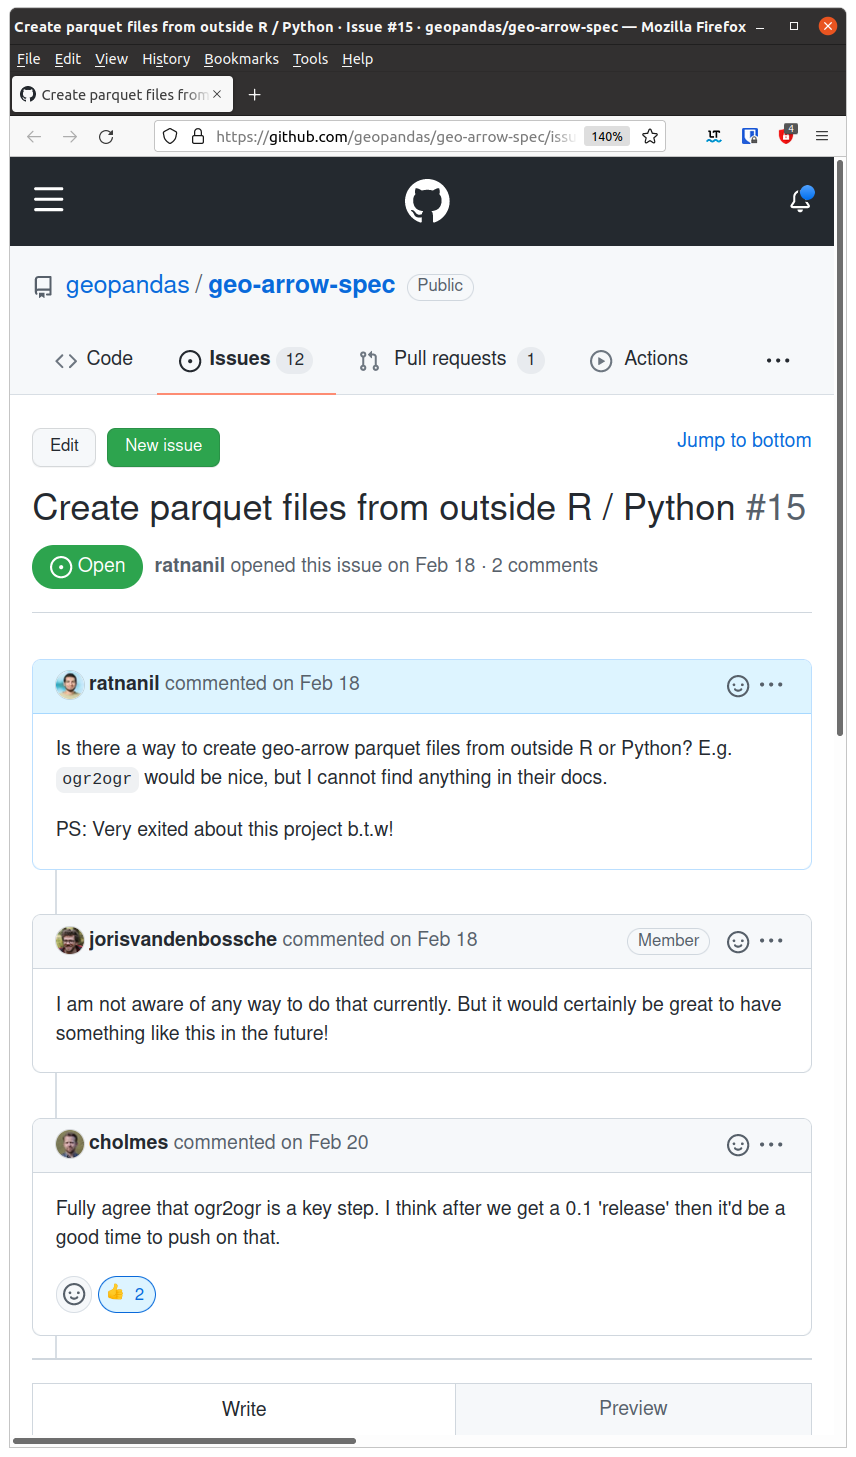 Create parquet files from outside R / Python · Issue #15 · geopandas/geo-arrow-spec — Mozilla Firefox
File Edit View History Bookmarks Tools Help
Create parquet files from
https://github.com/geopandas/geo-arrow-spec/issu 140% LT 4
geopandas / geo-arrow-spec Public
Code Issues 12 Pull requests 1 Actions
Edit New issue Jump to bottom
Create parquet files from outside R / Python #15
Open ratnanil opened this issue on Feb 18 · 2 comments
ratnanil commented on Feb 18
Is there a way to create geo-arrow parquet files from outside R or Python? E.g.
ogr2ogr would be nice, but I cannot find anything in their docs.
PS: Very exited about this project b.t.w!
jorisvandenbossche commented on Feb 18 Member
I am not aware of any way to do that currently. But it would certainly be great to have
something like this in the future!
cholmes commented on Feb 20
Fully agree that ogr2ogr is a key step. I think after we get a 0.1 'release' then it'd be a
good time to push on that.
👍 2
Write Preview